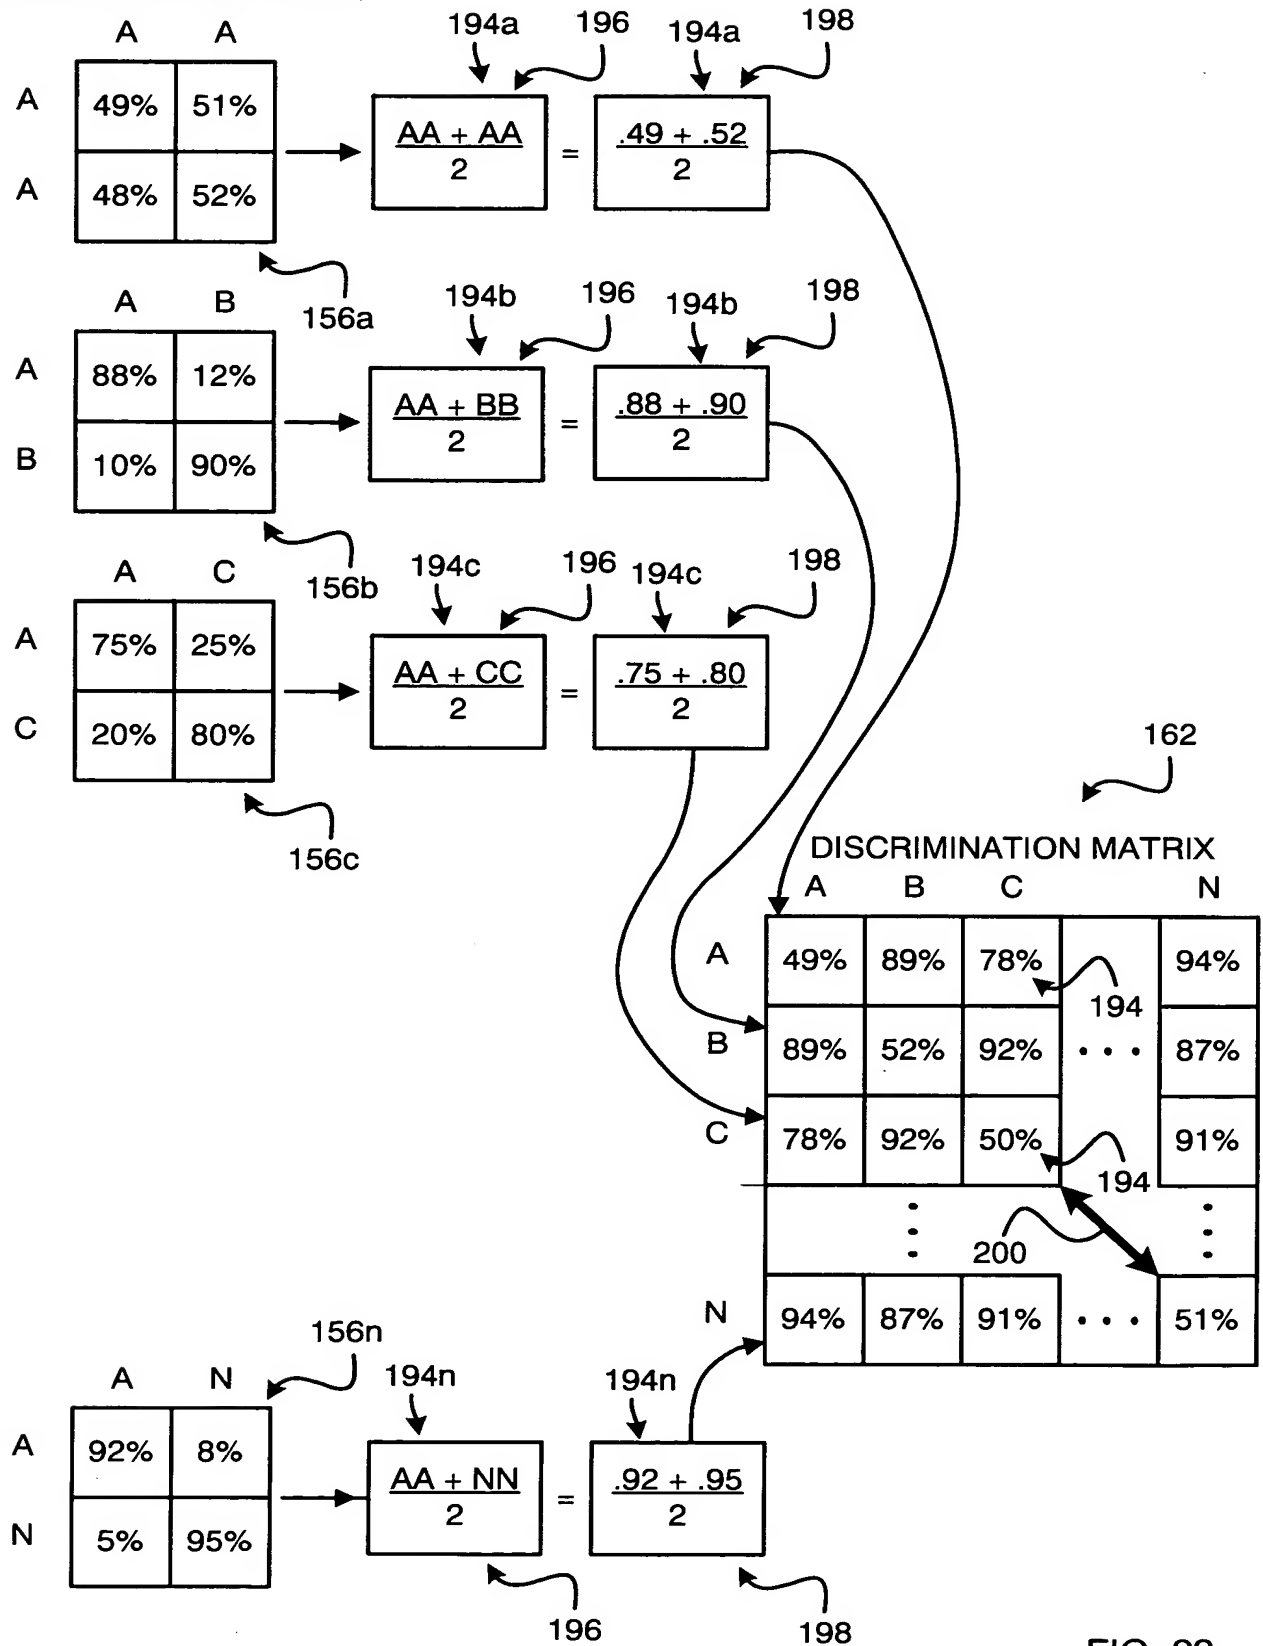 A A
194a 196 194a 198
A 49% 51%
AA + AA = .49 + .52
2 2
A 48% 52%
156a
A B
194b 196 194b 198
A 88% 12%
AA + BB = .88 + .90
2 2
B 10% 90%
156b
A C
194c 196 194c 198
A 75% 25%
AA + CC = .75 + .80
2 2
C 20% 80%
156c
162
DISCRIMINATION MATRIX
A B C N
A 49% 89% 78% 94%
194
B 89% 52% 92% • • • 87%
C 78% 92% 50% 91%
194
200
N 94% 87% 91% • • • 51%
156n
A N
194n 194n
A 92% 8%
AA + NN = .92 + .95
2 2
N 5% 95%
196 198